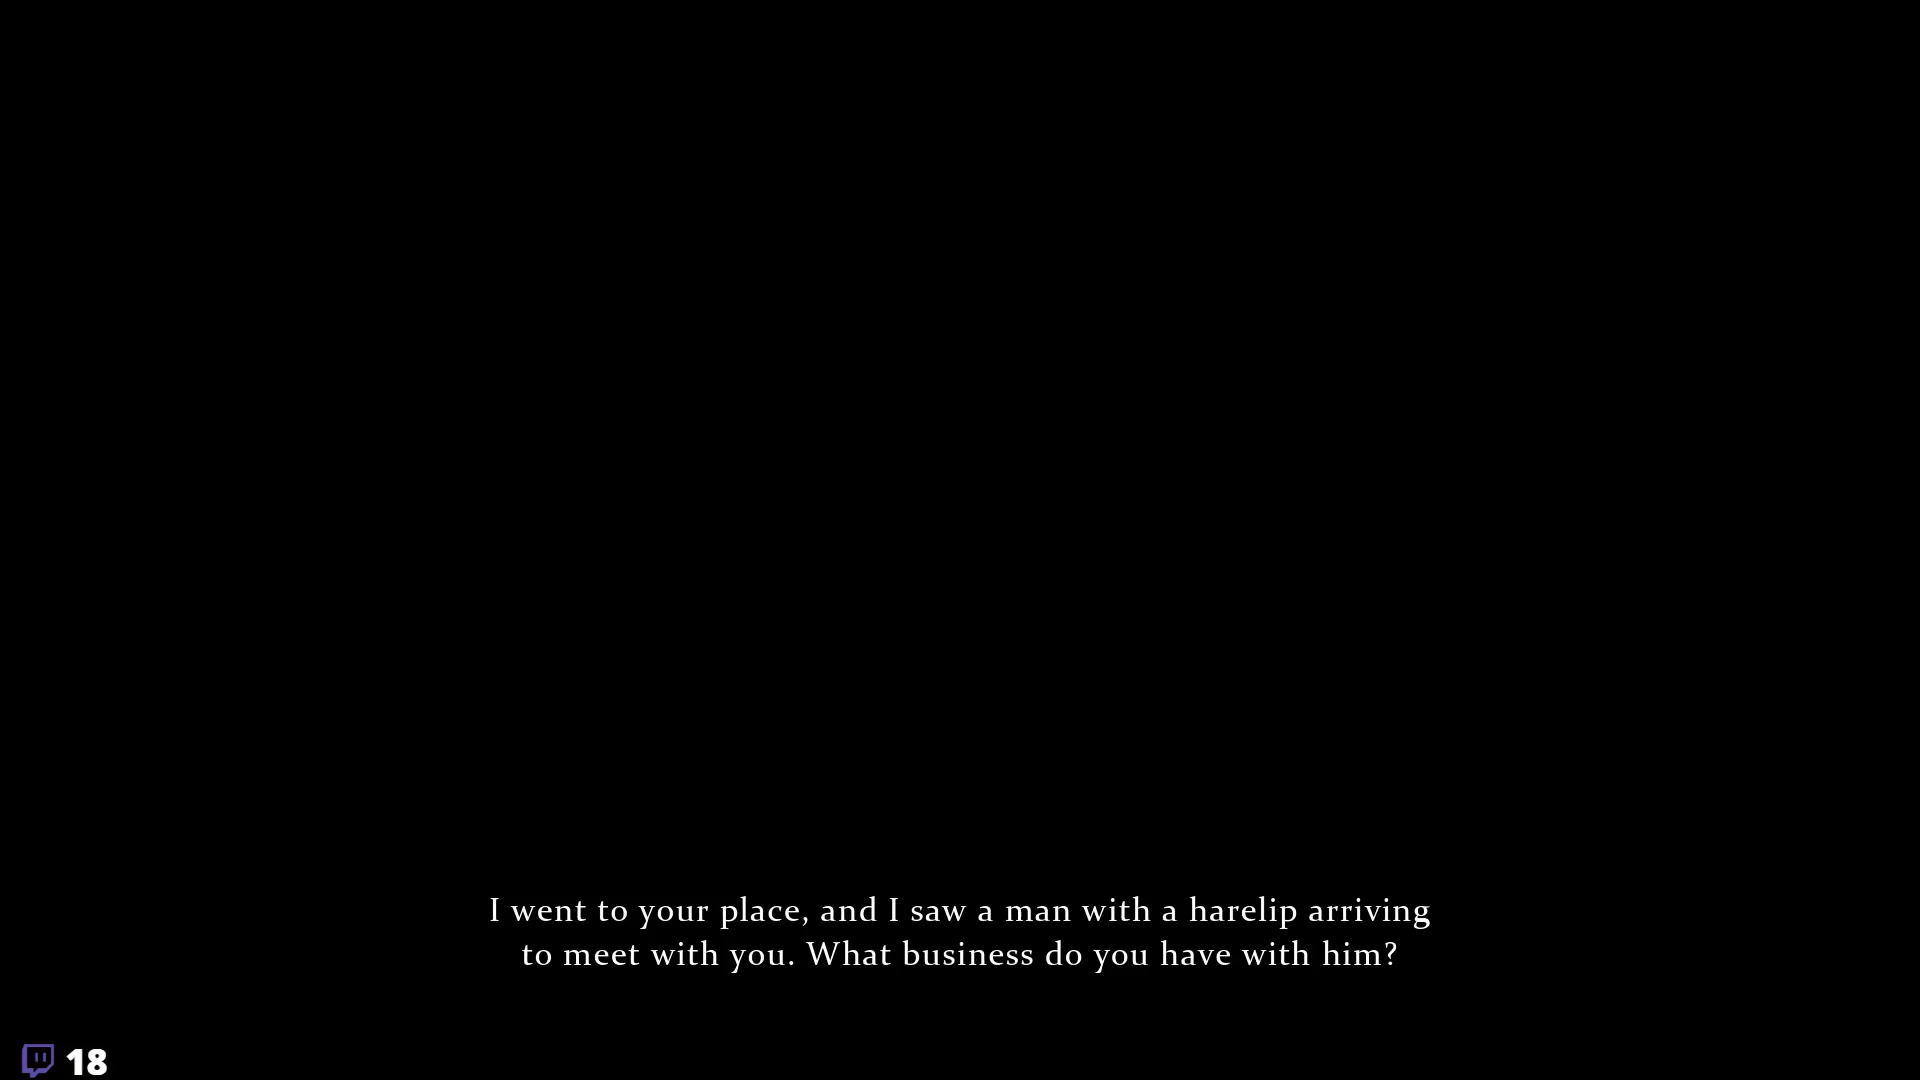 I went to your place, and I saw a man with a harelip arriving
to meet with you. What business do you have with him?
18